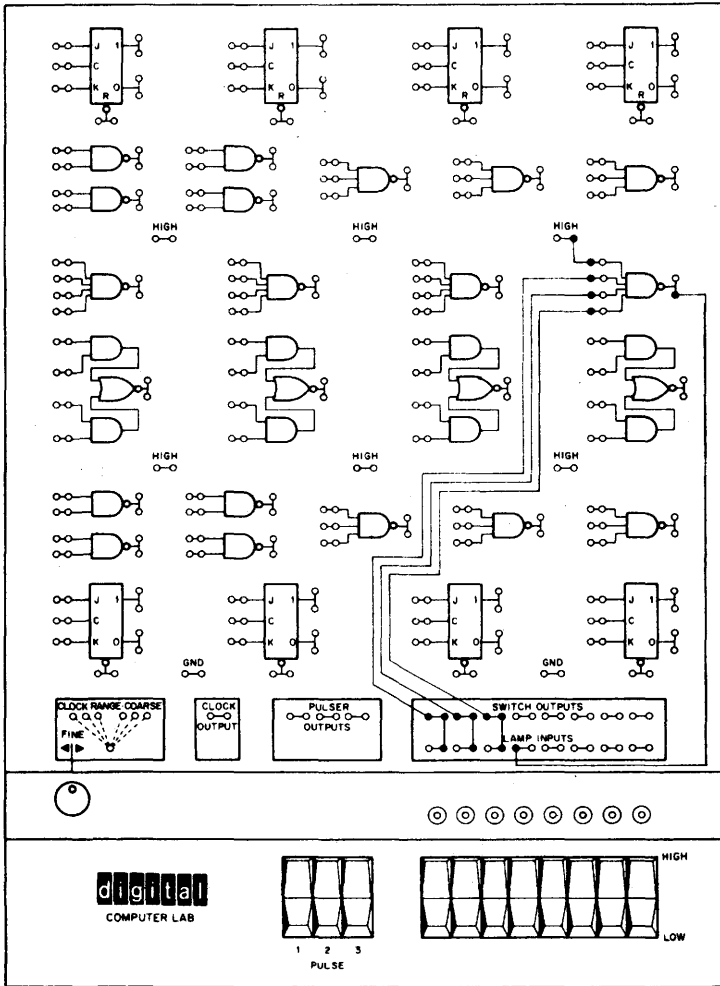 J 1 J 1 J 1 J 1
C C C C
K 0 K 0 K 0 K 0
R R R R
HIGH HIGH HIGH
HIGH HIGH HIGH
J 1 J 1 J 1 J 1
C C C C
K 0 K 0 K 0 K 0
GND GND
CLOCK RANGE-COARSE
FINE
CLOCK
OUTPUT
PULSER
OUTPUTS
SWITCH OUTPUTS
LAMP INPUTS
HIGH
LOW
digital
COMPUTER LAB
1 2 3
PULSE